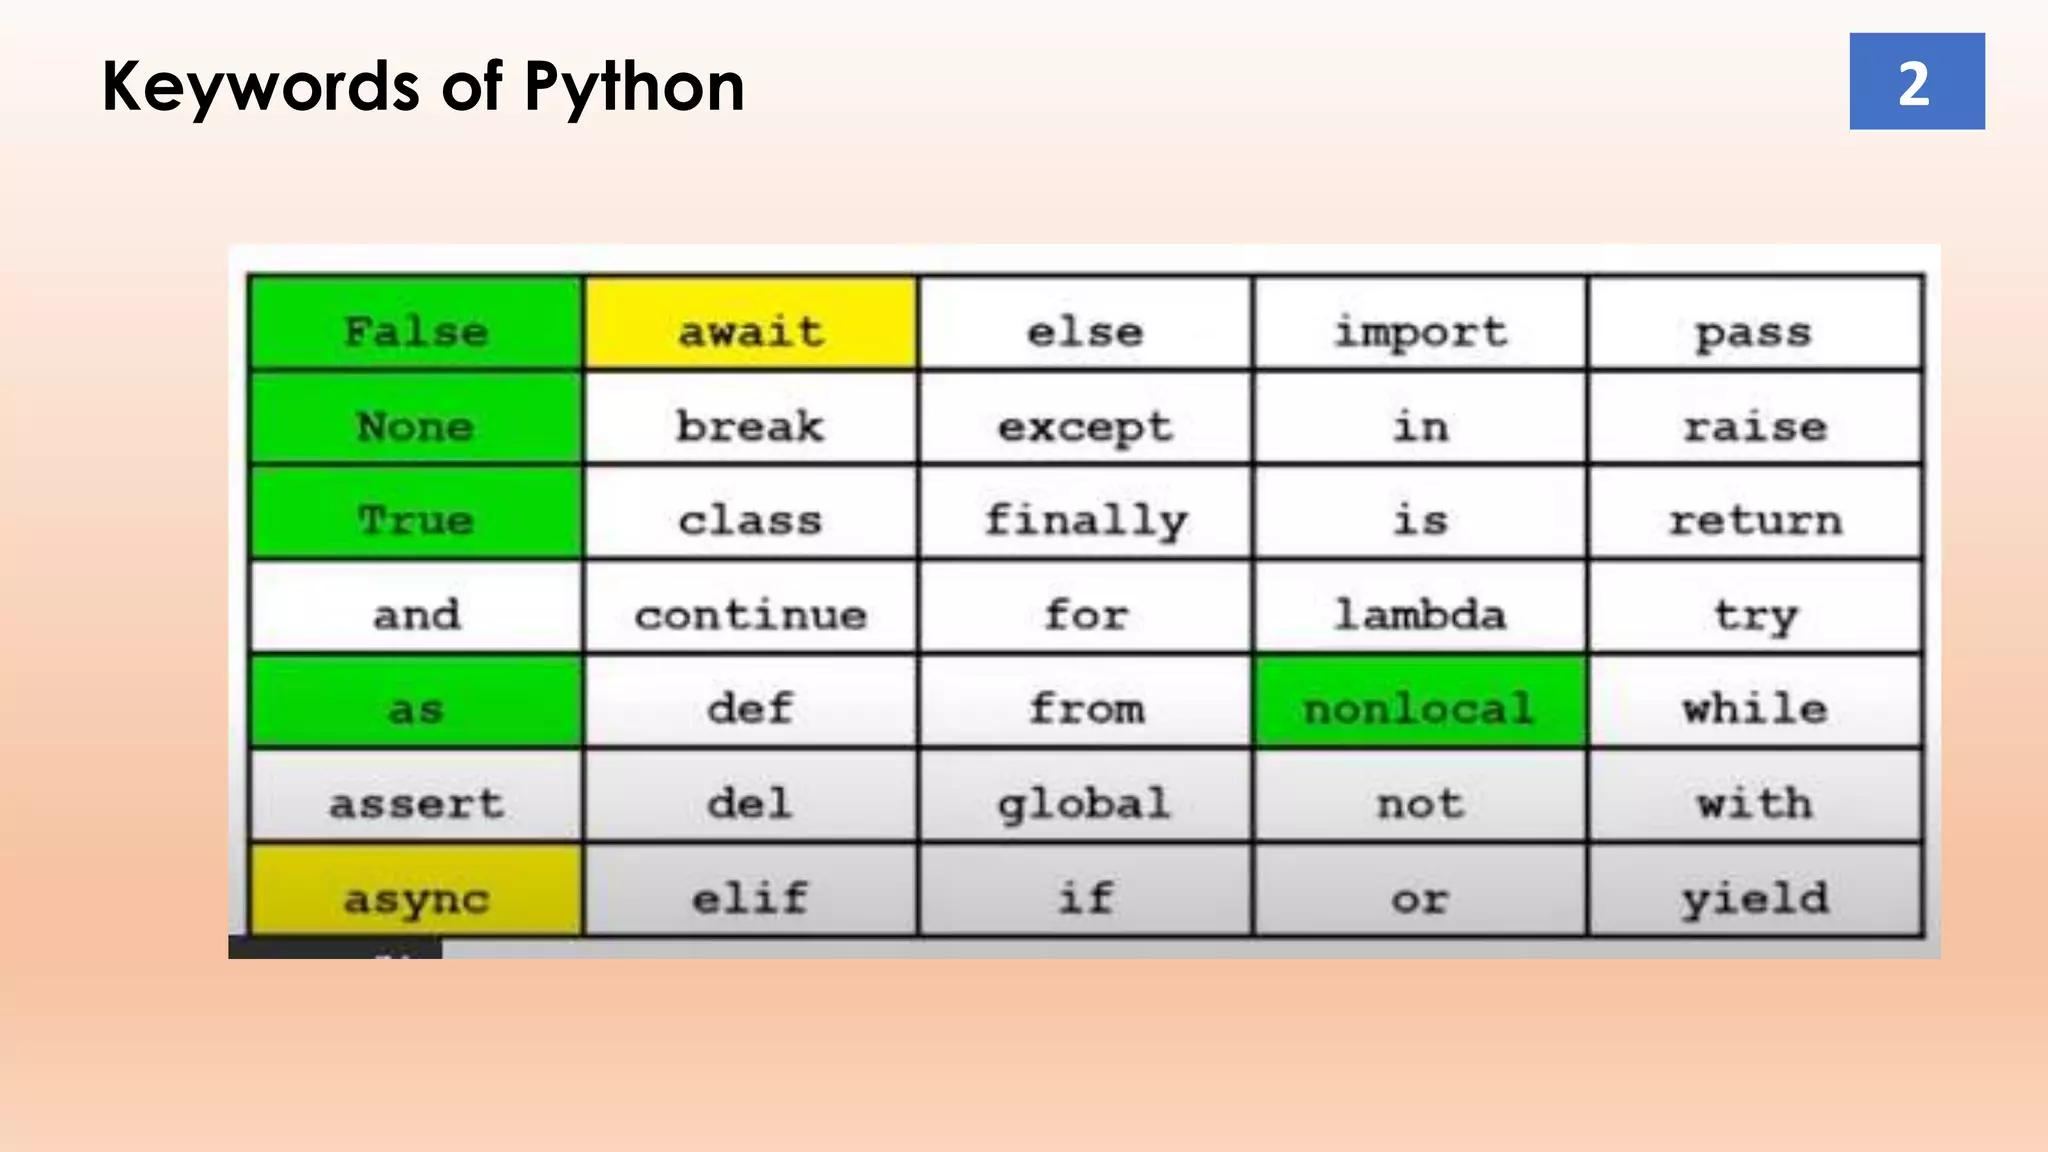 Keywords of Python
2
False await else import pass
None break except in raise
True class finally is return
and continue for lambda try
as def from nonlocal while
assert del global not with
async elif if or yield